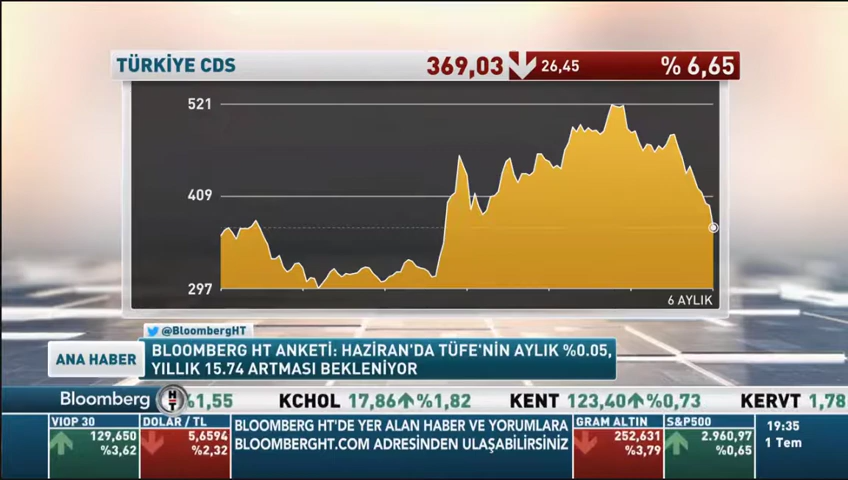 TÜRKİYE CDS 369,03 26,45 % 6,65
521
409
297
6 AYLIK
@BloombergHT
ANA HABER
BLOOMBERG HT ANKETİ: HAZİRAN'DA TÜFE'NİN AYLIK %0.05,
YILLIK 15.74 ARTMASI BEKLENİYOR
Bloomberg HT %1,55 KCHOL 17,86 %1,82 KENT 123,40 %0,73 KERVT 1,78
VIOP 30
129,650
%3,62
DOLAR / TL
5,6594
%2,32
BLOOMBERG HT'DE YER ALAN HABER VE YORUMLARA
BLOOMBERGHT.COM ADRESİNDEN ULAŞABİLİRSİNİZ
GRAM ALTIN
252,631
%3,79
S&P500
2.960,97
%0,65
19:35
1 Tem